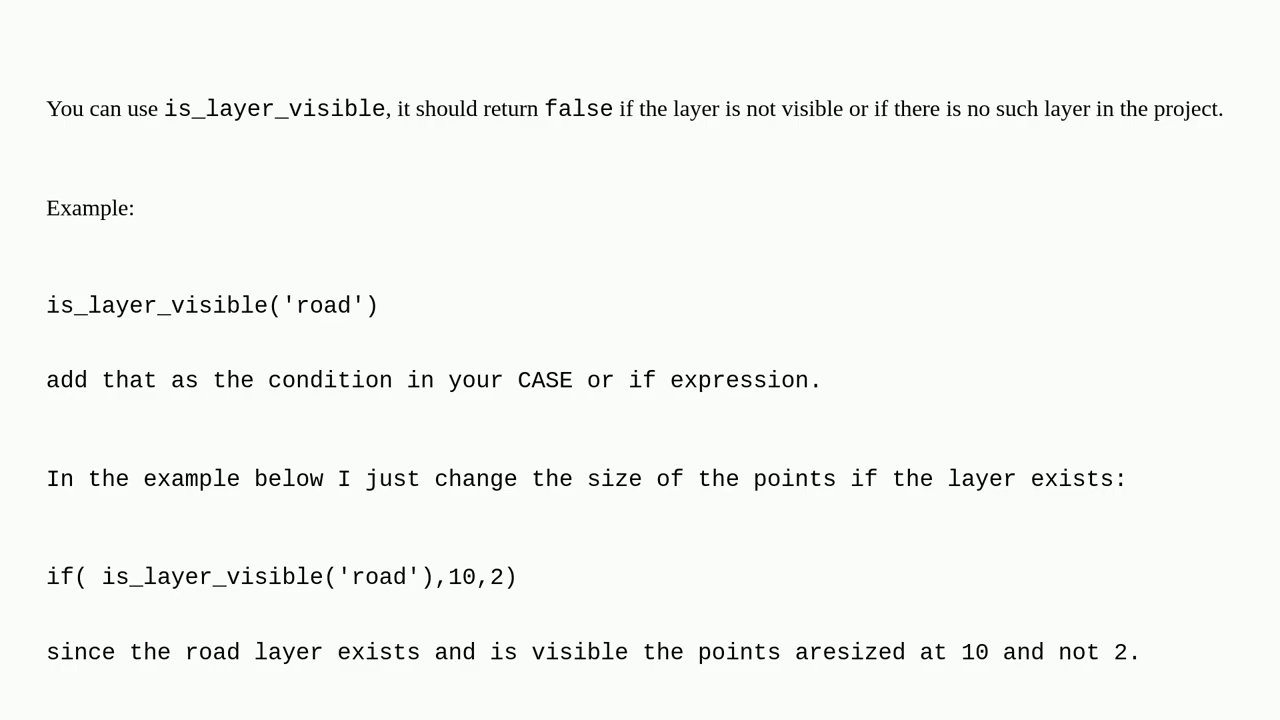 You can use is_layer_visible, it should return false if the layer is not visible or if there is no such layer in the project.
Example:
is_layer_visible('road')
add that as the condition in your CASE or if expression.
In the example below I just change the size of the points if the layer exists:
if( is_layer_visible('road'),10,2)
since the road layer exists and is visible the points aresized at 10 and not 2.